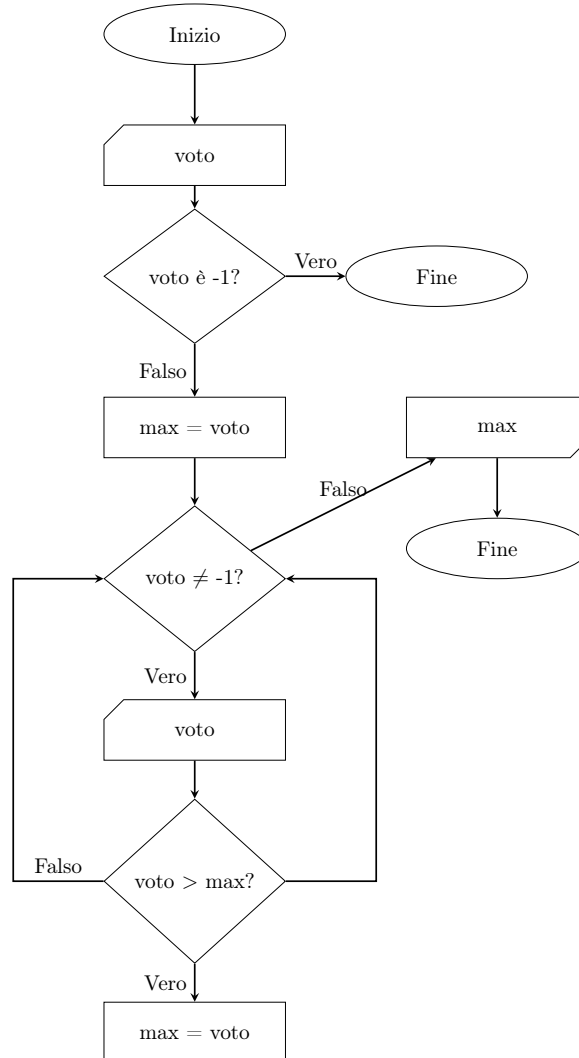 Inizio
voto
voto è -1?
Vero
Fine
Falso
max = voto
max
Falso
Fine
voto ≠ -1?
Vero
voto
Falso
voto > max?
Vero
max = voto